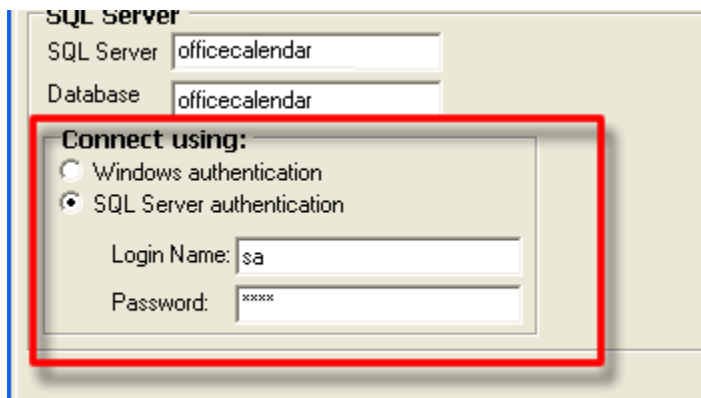 SQL Server
SQL Server officecalendar
Database officecalendar
Connect using:
Windows authentication
SQL Server authentication
Login Name: sa
Password: ****